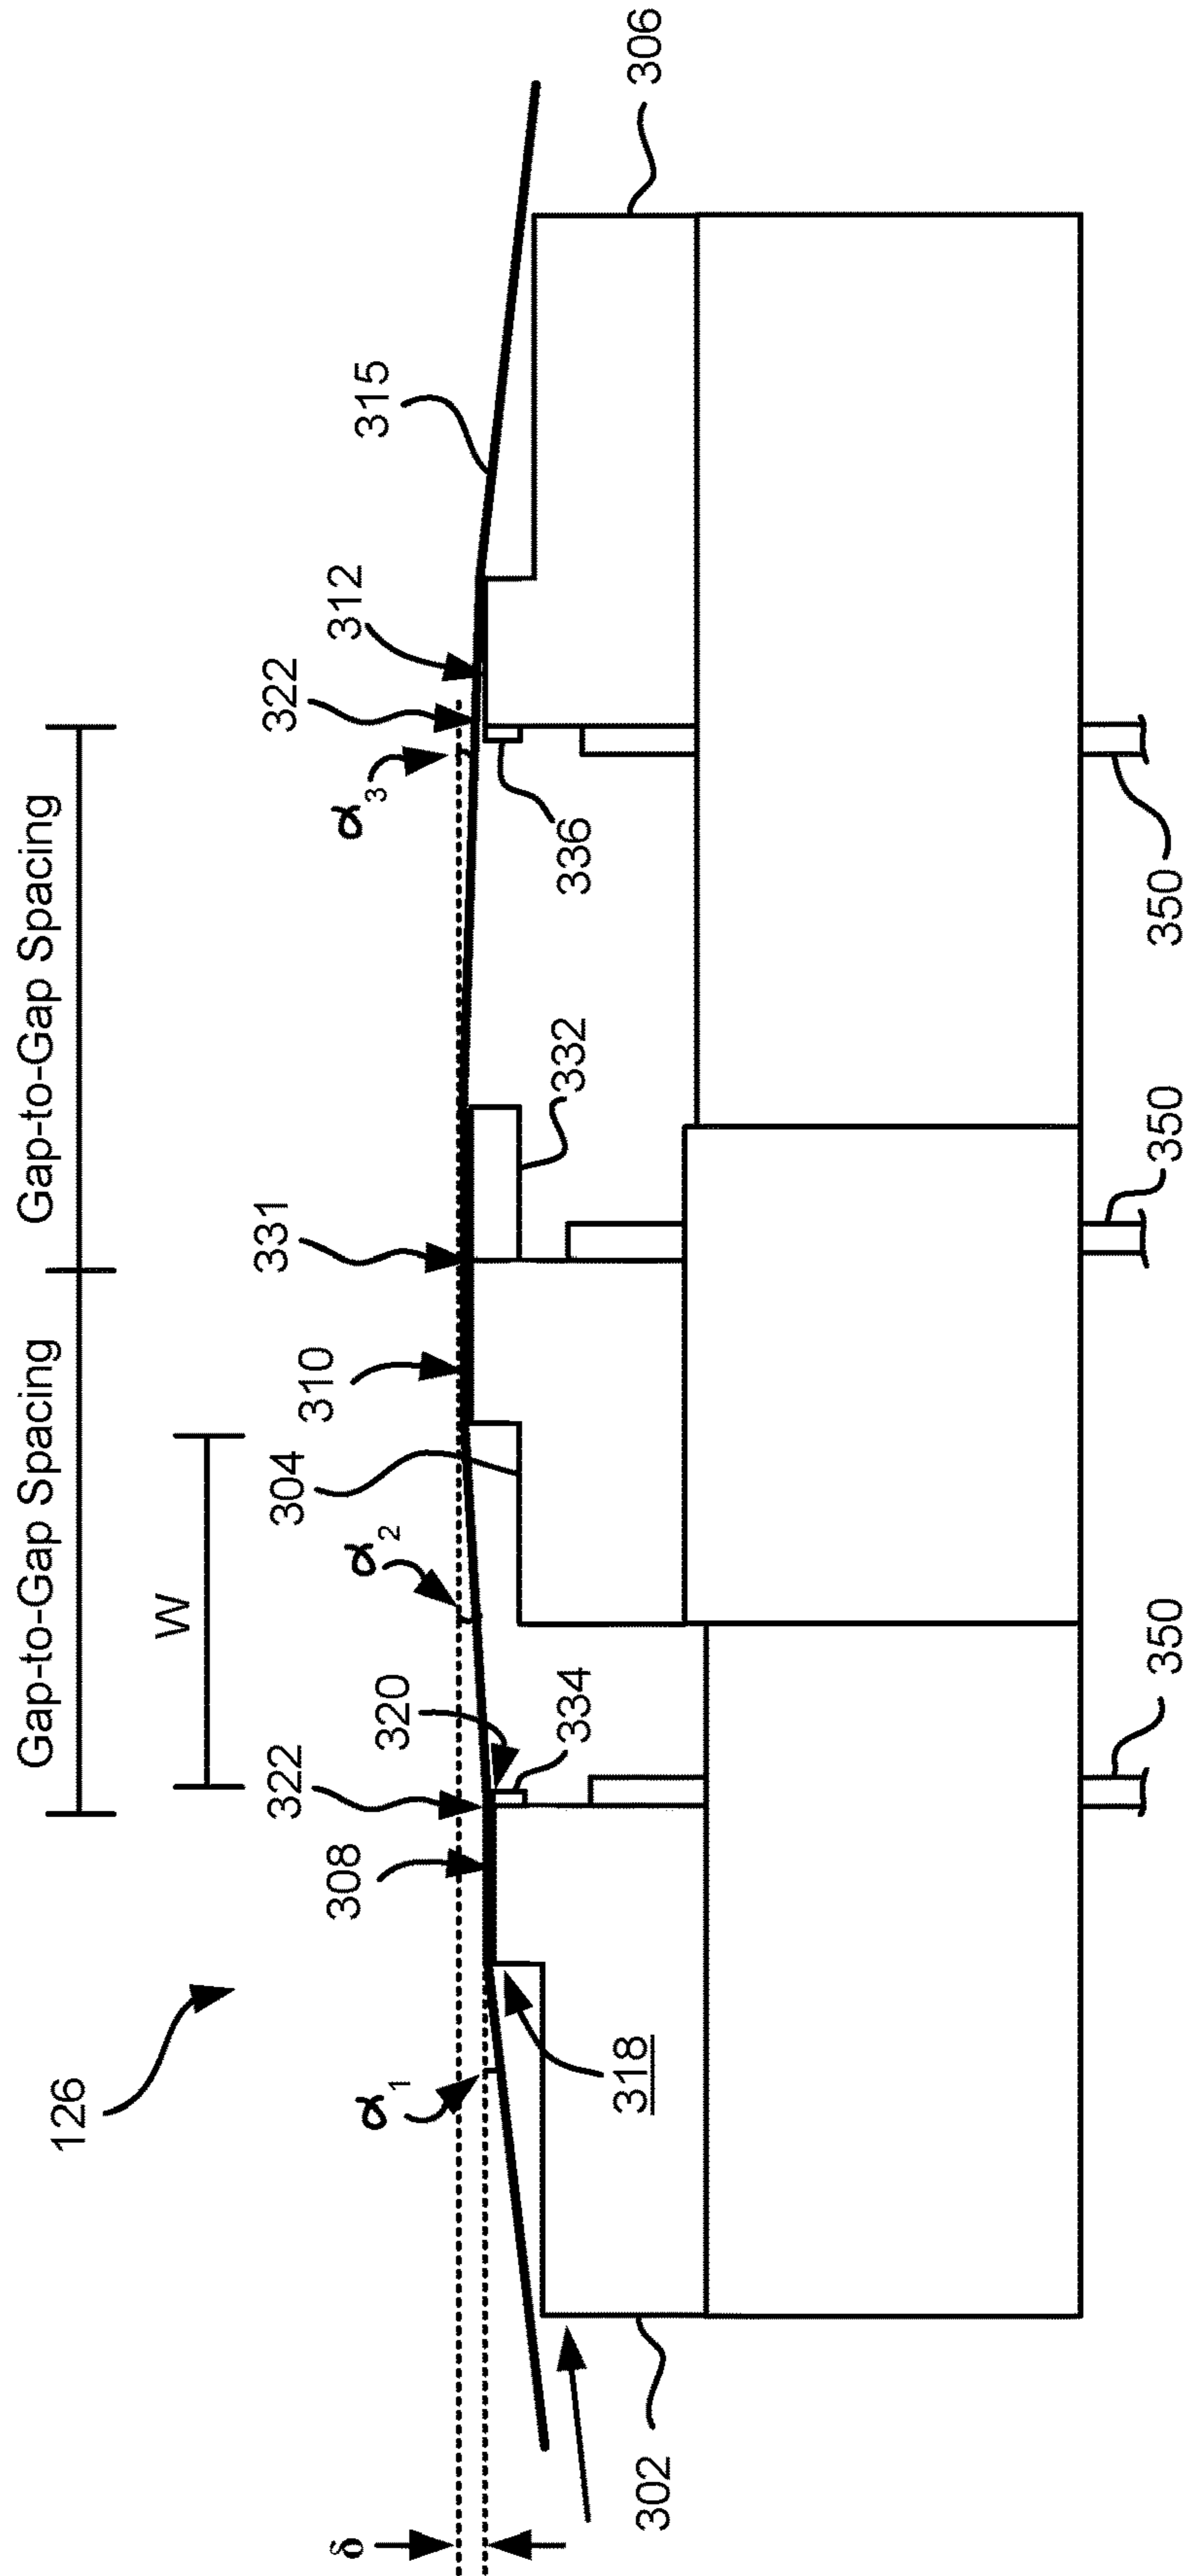 Gap-to-Gap Spacing
Gap-to-Gap Spacing
W
126
δ
α1
308
322
320
α2
304
310
331
α3
322
312
315
334
332
336
318
302
306
350
350
350